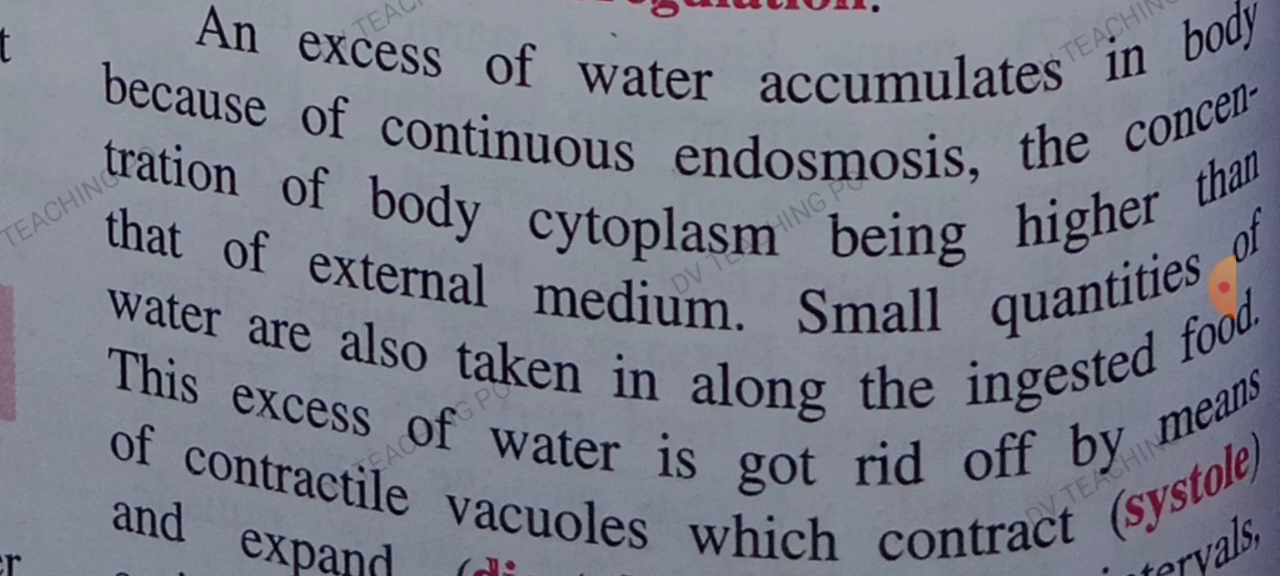 An excess of water accumulates in body
because of continuous endosmosis, the concen-
tration of body cytoplasm being higher than
that of external medium. Small quantities of
water are also taken in along the ingested food.
This excess of water is got rid off by means
of contractile vacuoles which contract (systole)
and expand